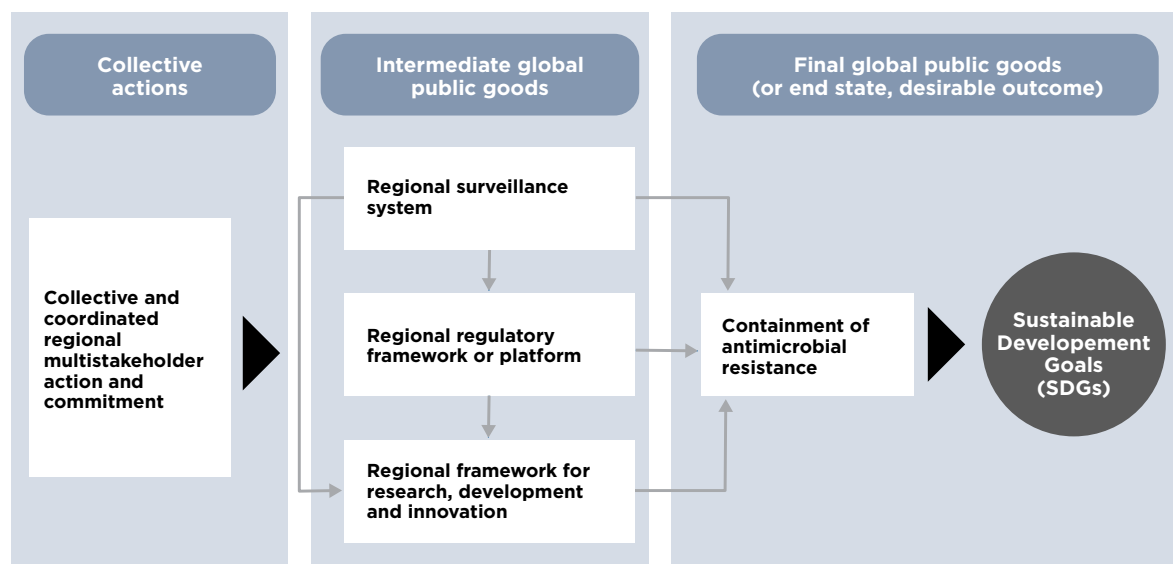 Collective
actions
Intermediate global
public goods
Final global public goods
(or end state, desirable outcome)
Collective and
coordinated
regional
multistakeholder
action and
commitment
Regional surveillance
system
Regional regulatory
framework or platform
Regional framework for
research, development
and innovation
Containment of
antimicrobial
resistance
Sustainable
Developement
Goals
(SDGs)